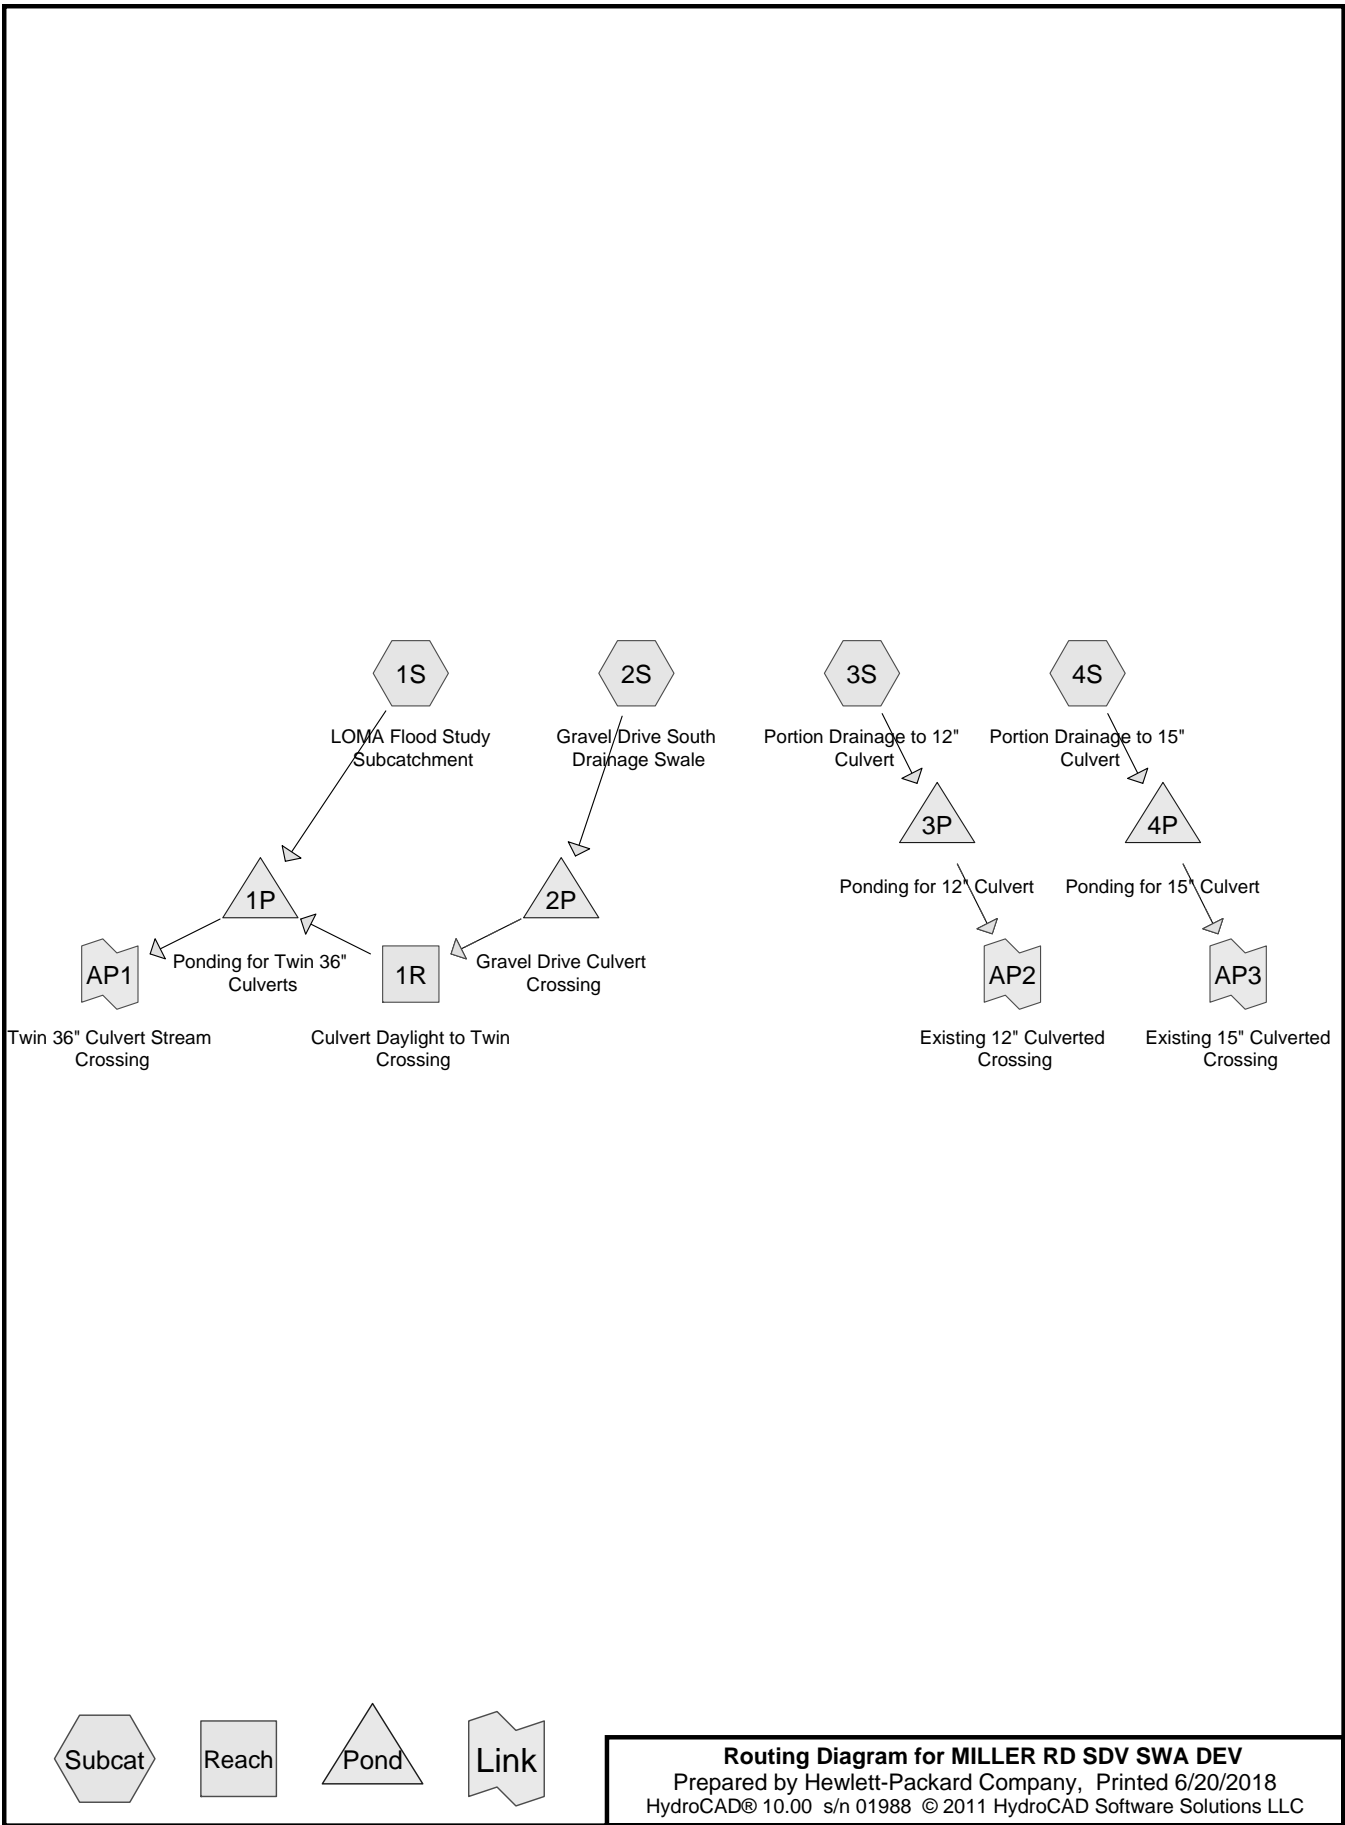 1S
2S
3S
4S
LOMA Flood Study
Subcatchment
Gravel Drive South
Drainage Swale
Portion Drainage to 12"
Culvert
Portion Drainage to 15"
Culvert
3P
4P
Ponding for 12" Culvert
Ponding for 15" Culvert
1P
2P
Ponding for Twin 36"
Culverts
Gravel Drive Culvert
Crossing
AP1
1R
AP2
AP3
Twin 36" Culvert Stream
Crossing
Culvert Daylight to Twin
Crossing
Existing 12" Culverted
Crossing
Existing 15" Culverted
Crossing
Subcat
Reach
Pond
Link
Routing Diagram for MILLER RD SDV SWA DEV
Prepared by Hewlett-Packard Company, Printed 6/20/2018
HydroCAD® 10.00 s/n 01988 © 2011 HydroCAD Software Solutions LLC